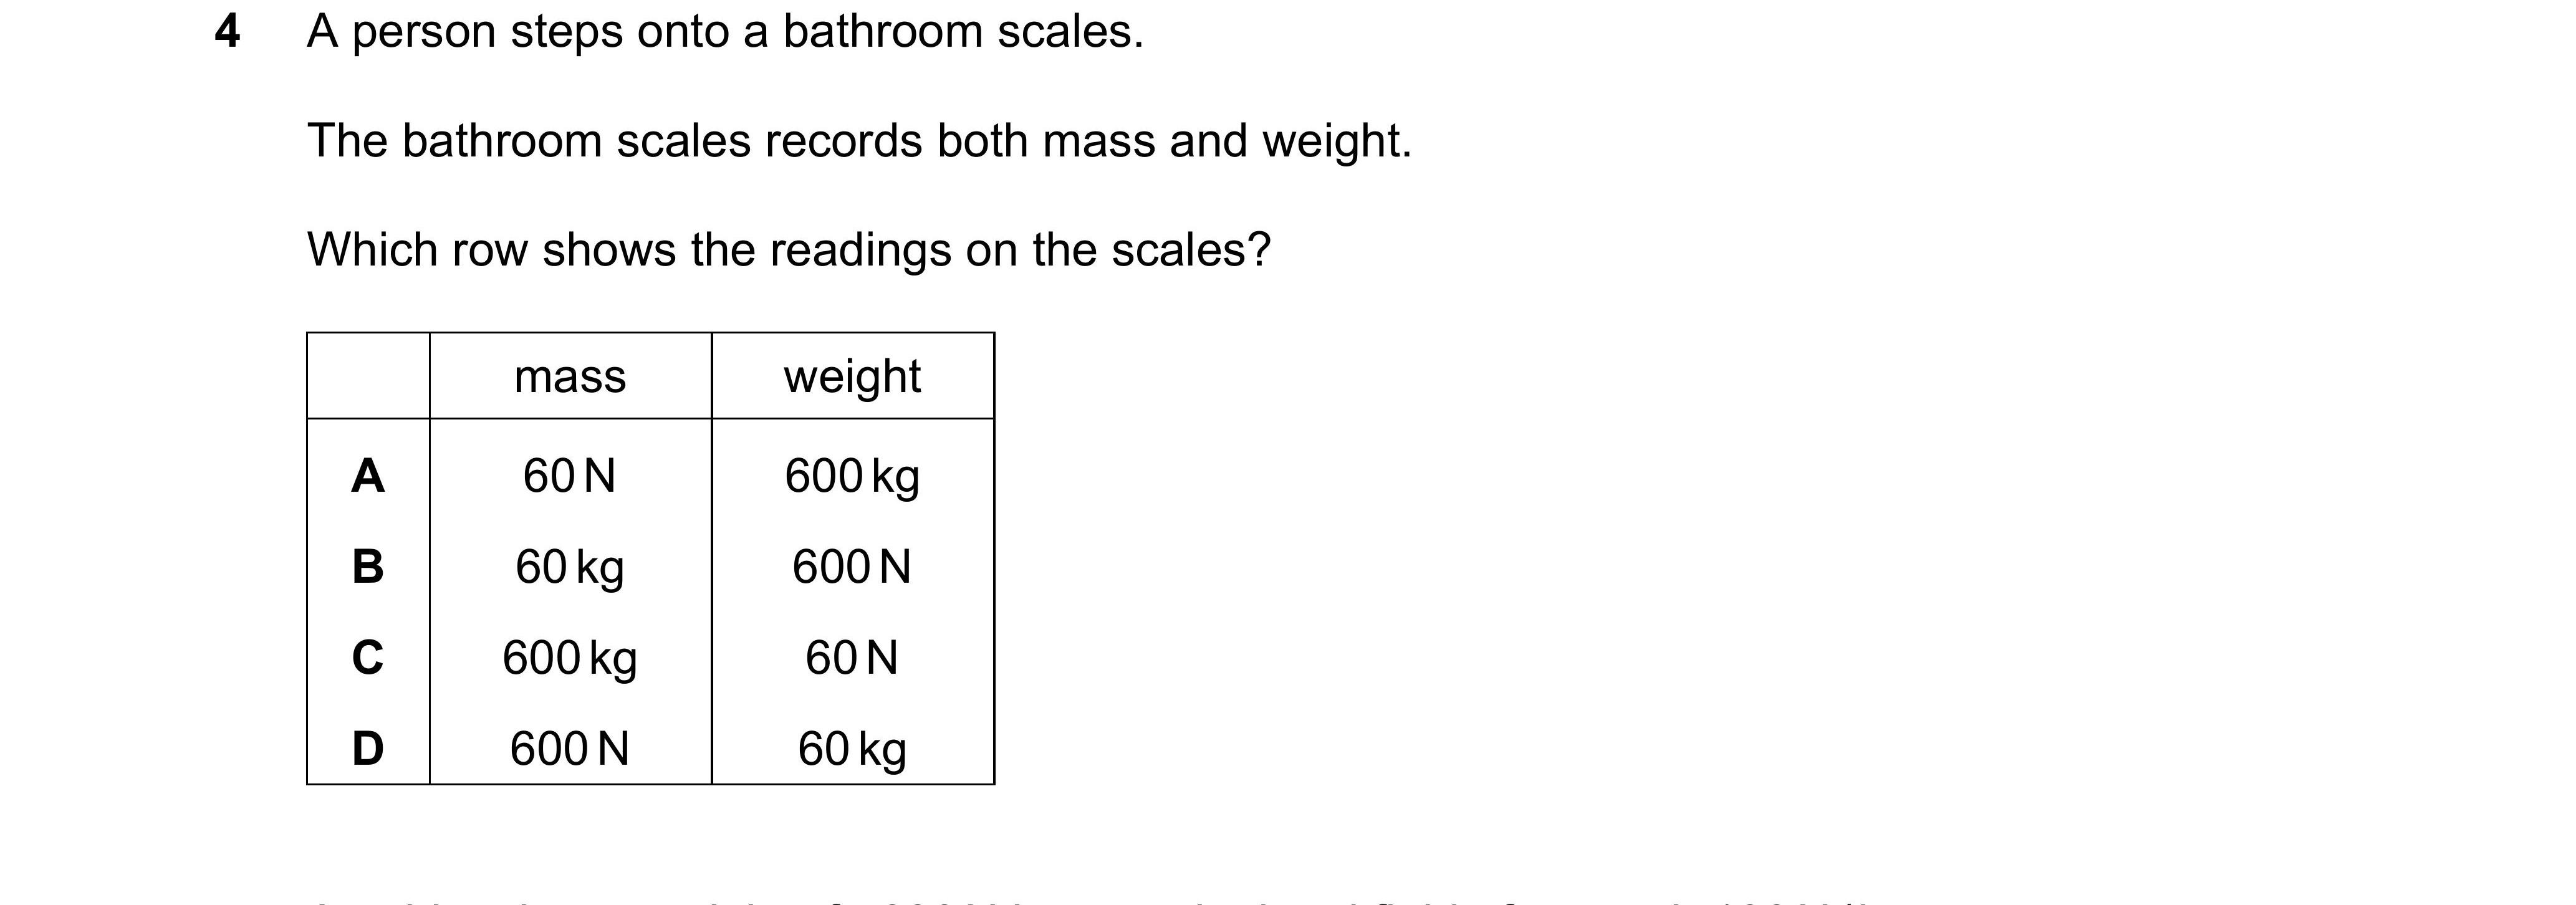 4 A person steps onto a bathroom scales.
The bathroom scales records both mass and weight.
Which row shows the readings on the scales?
mass weight
A 60 N 600 kg
B 60 kg 600 N
C 600 kg 60 N
D 600 N 60 kg